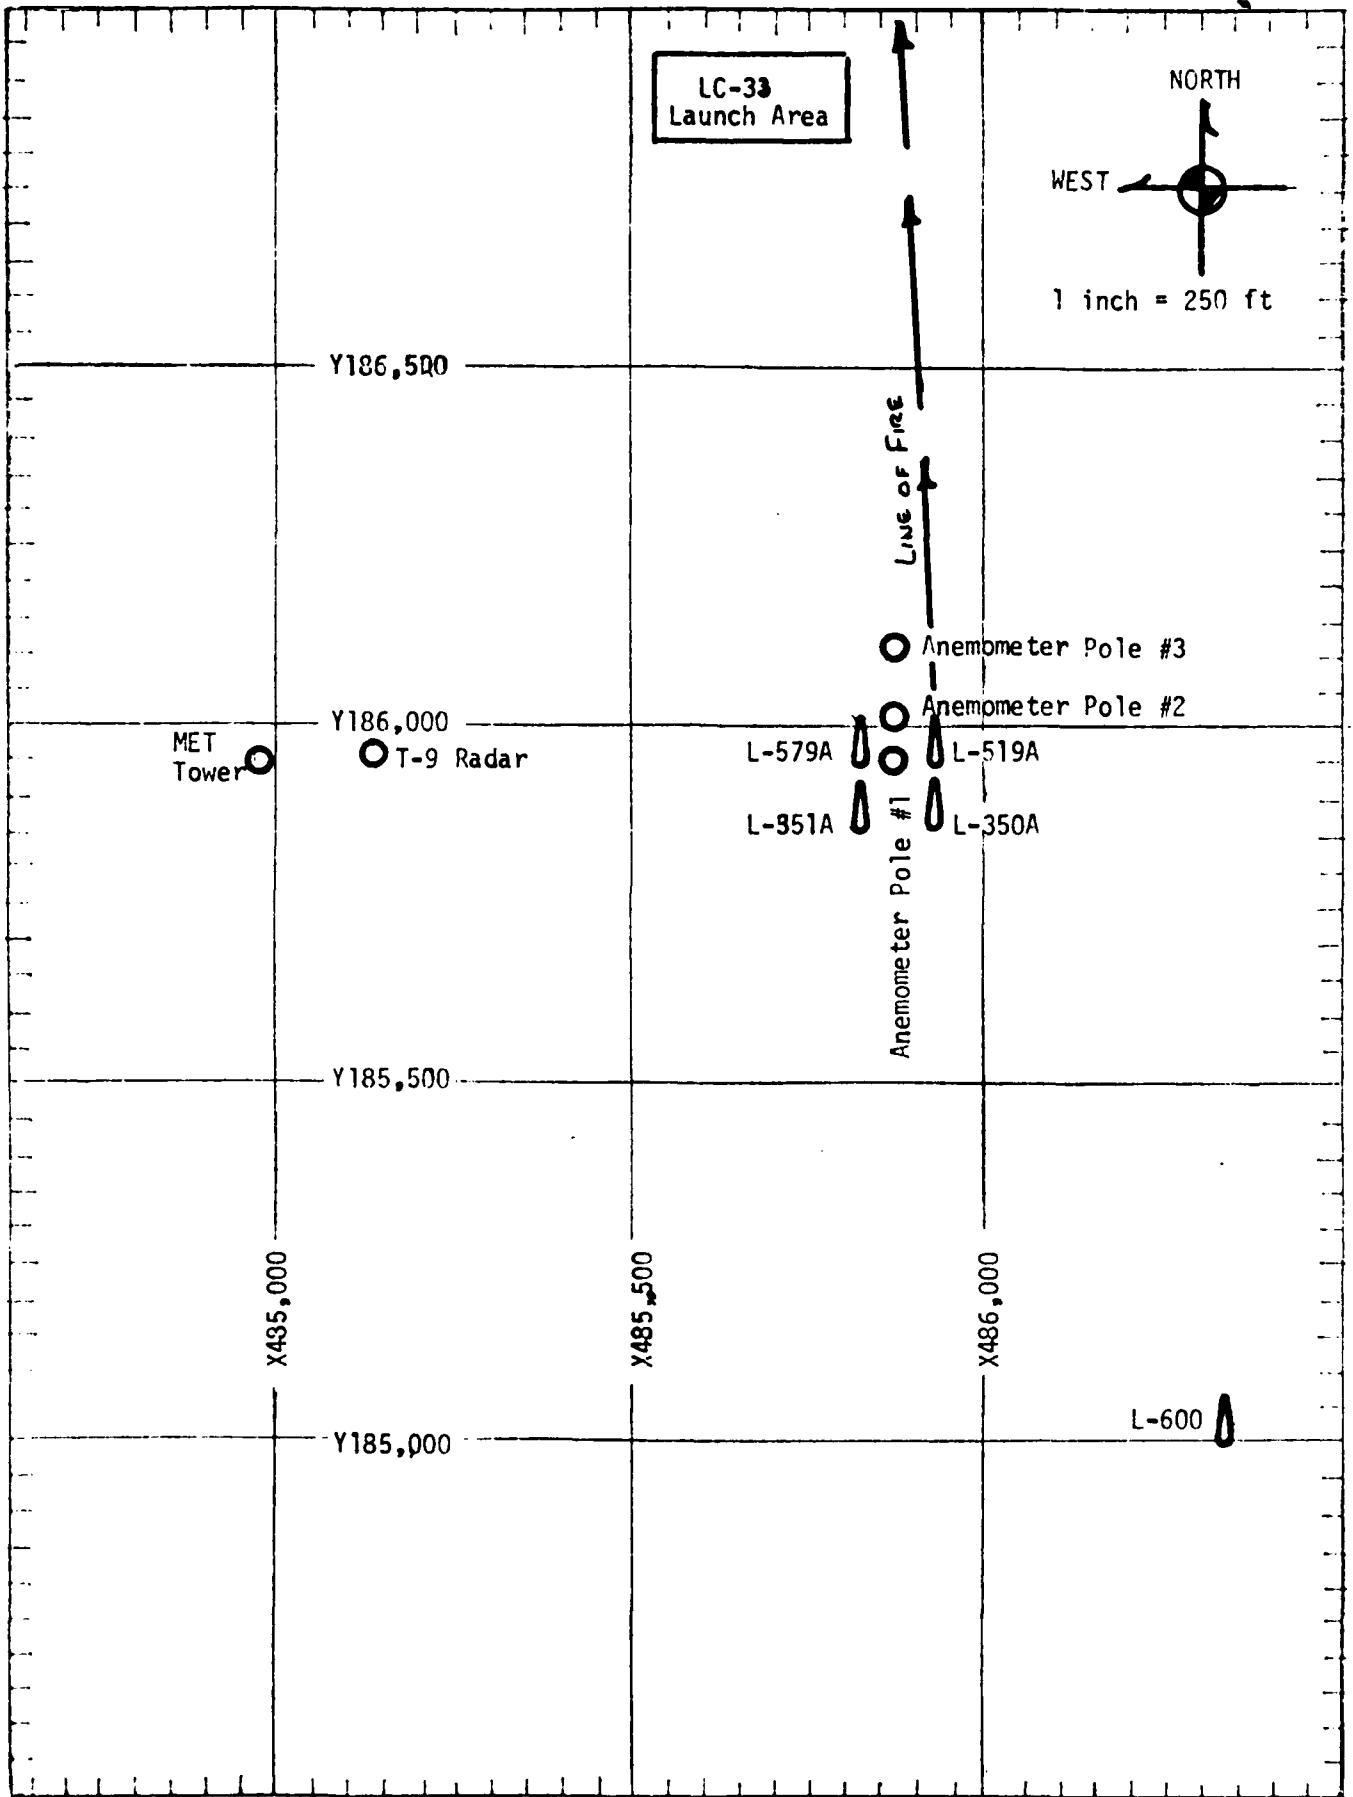 LC-33
Launch Area
NORTH
WEST
1 inch = 250 ft
Y186,500
LINE OF FIRE
Anemometer Pole #3
Y186,000
Anemometer Pole #2
MET
Tower
T-9 Radar
L-579A
L-519A
L-351A
L-350A
Anemometer Pole #1
Y185,500
X485,000
X485,500
X486,000
L-600
Y185,000